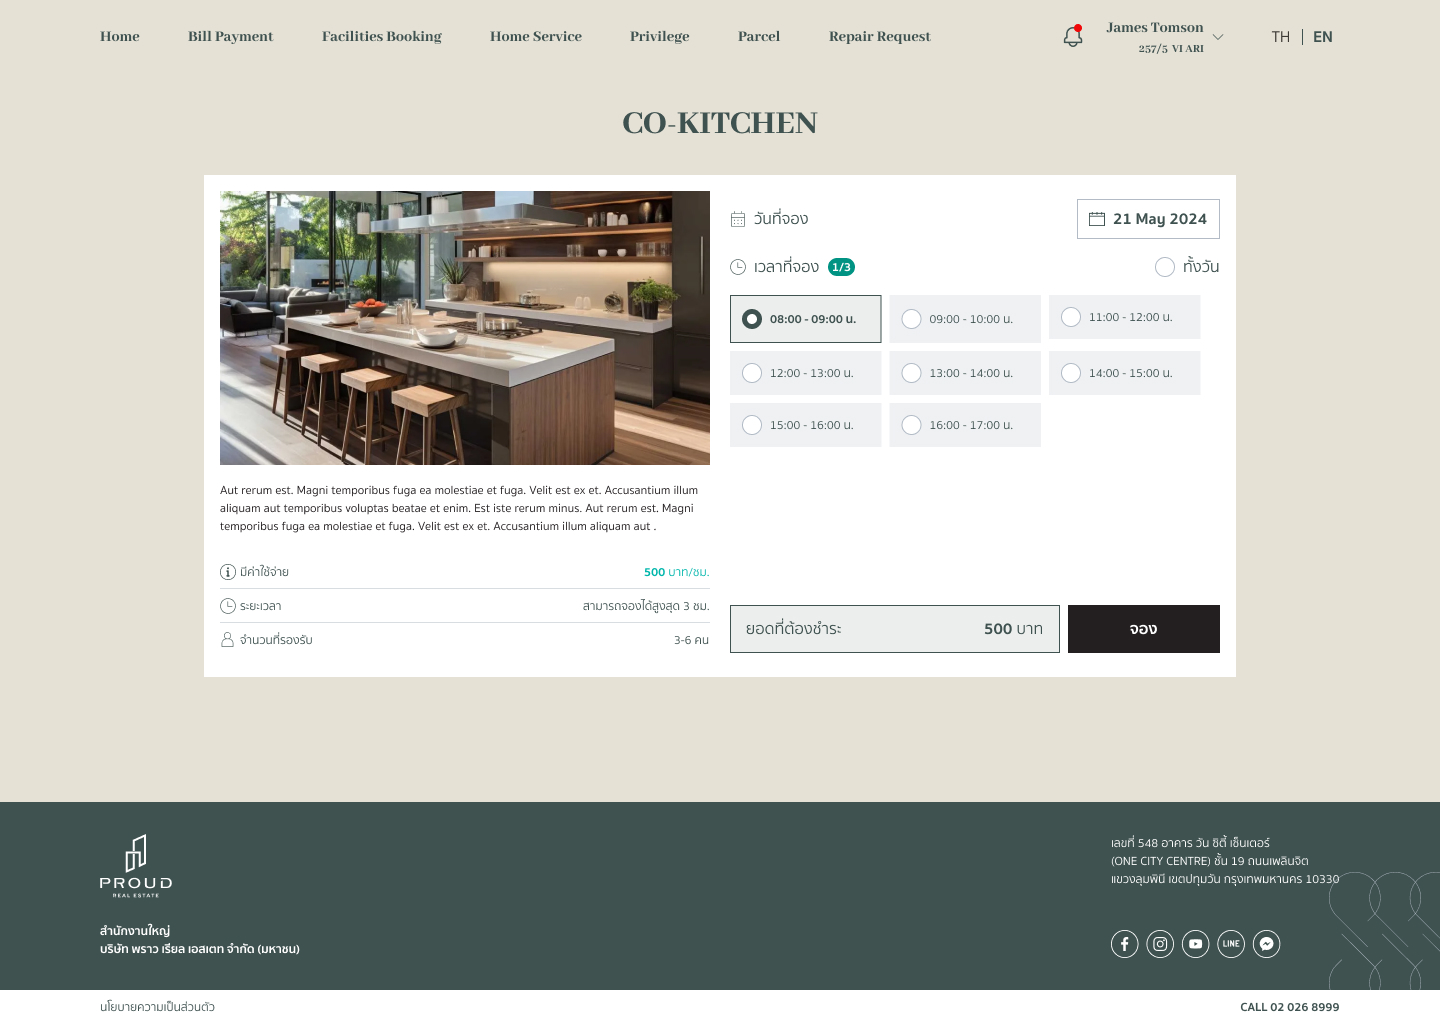 Home Bill Payment Facilities Booking Home Service Privilege Parcel Repair Request James Tomson TH | EN
257/5 VI ARI
CO-KITCHEN
วันที่จอง 21 May 2024
เวลาที่จอง 1/3 ทั้งวัน
08:00 - 09:00 น. 09:00 - 10:00 น. 11:00 - 12:00 น.
12:00 - 13:00 น. 13:00 - 14:00 น. 14:00 - 15:00 น.
15:00 - 16:00 น. 16:00 - 17:00 น.
Aut rerum est. Magni temporibus fuga ea molestiae et fuga. Velit est ex et. Accusantium illum
aliquam aut temporibus voluptas beatae et enim. Est iste rerum minus. Aut rerum est. Magni
temporibus fuga ea molestiae et fuga. Velit est ex et. Accusantium illum aliquam aut .
มีค่าใช้จ่าย 500 บาท/ชม.
ระยะเวลา สามารถจองได้สูงสุด 3 ชม.
จำนวนที่รองรับ 3-6 คน
ยอดที่ต้องชำระ 500 บาท จอง
PROUD
REAL ESTATE
สำนักงานใหญ่
บริษัท พราว เรียล เอสเตท จำกัด (มหาชน)
เลขที่ 548 อาคาร วัน ซิตี้ เซ็นเตอร์
(ONE CITY CENTRE) ชั้น 19 ถนนเพลินจิต
แขวงลุมพินี เขตปทุมวัน กรุงเทพมหานคร 10330
LINE
นโยบายความเป็นส่วนตัว CALL 02 026 8999